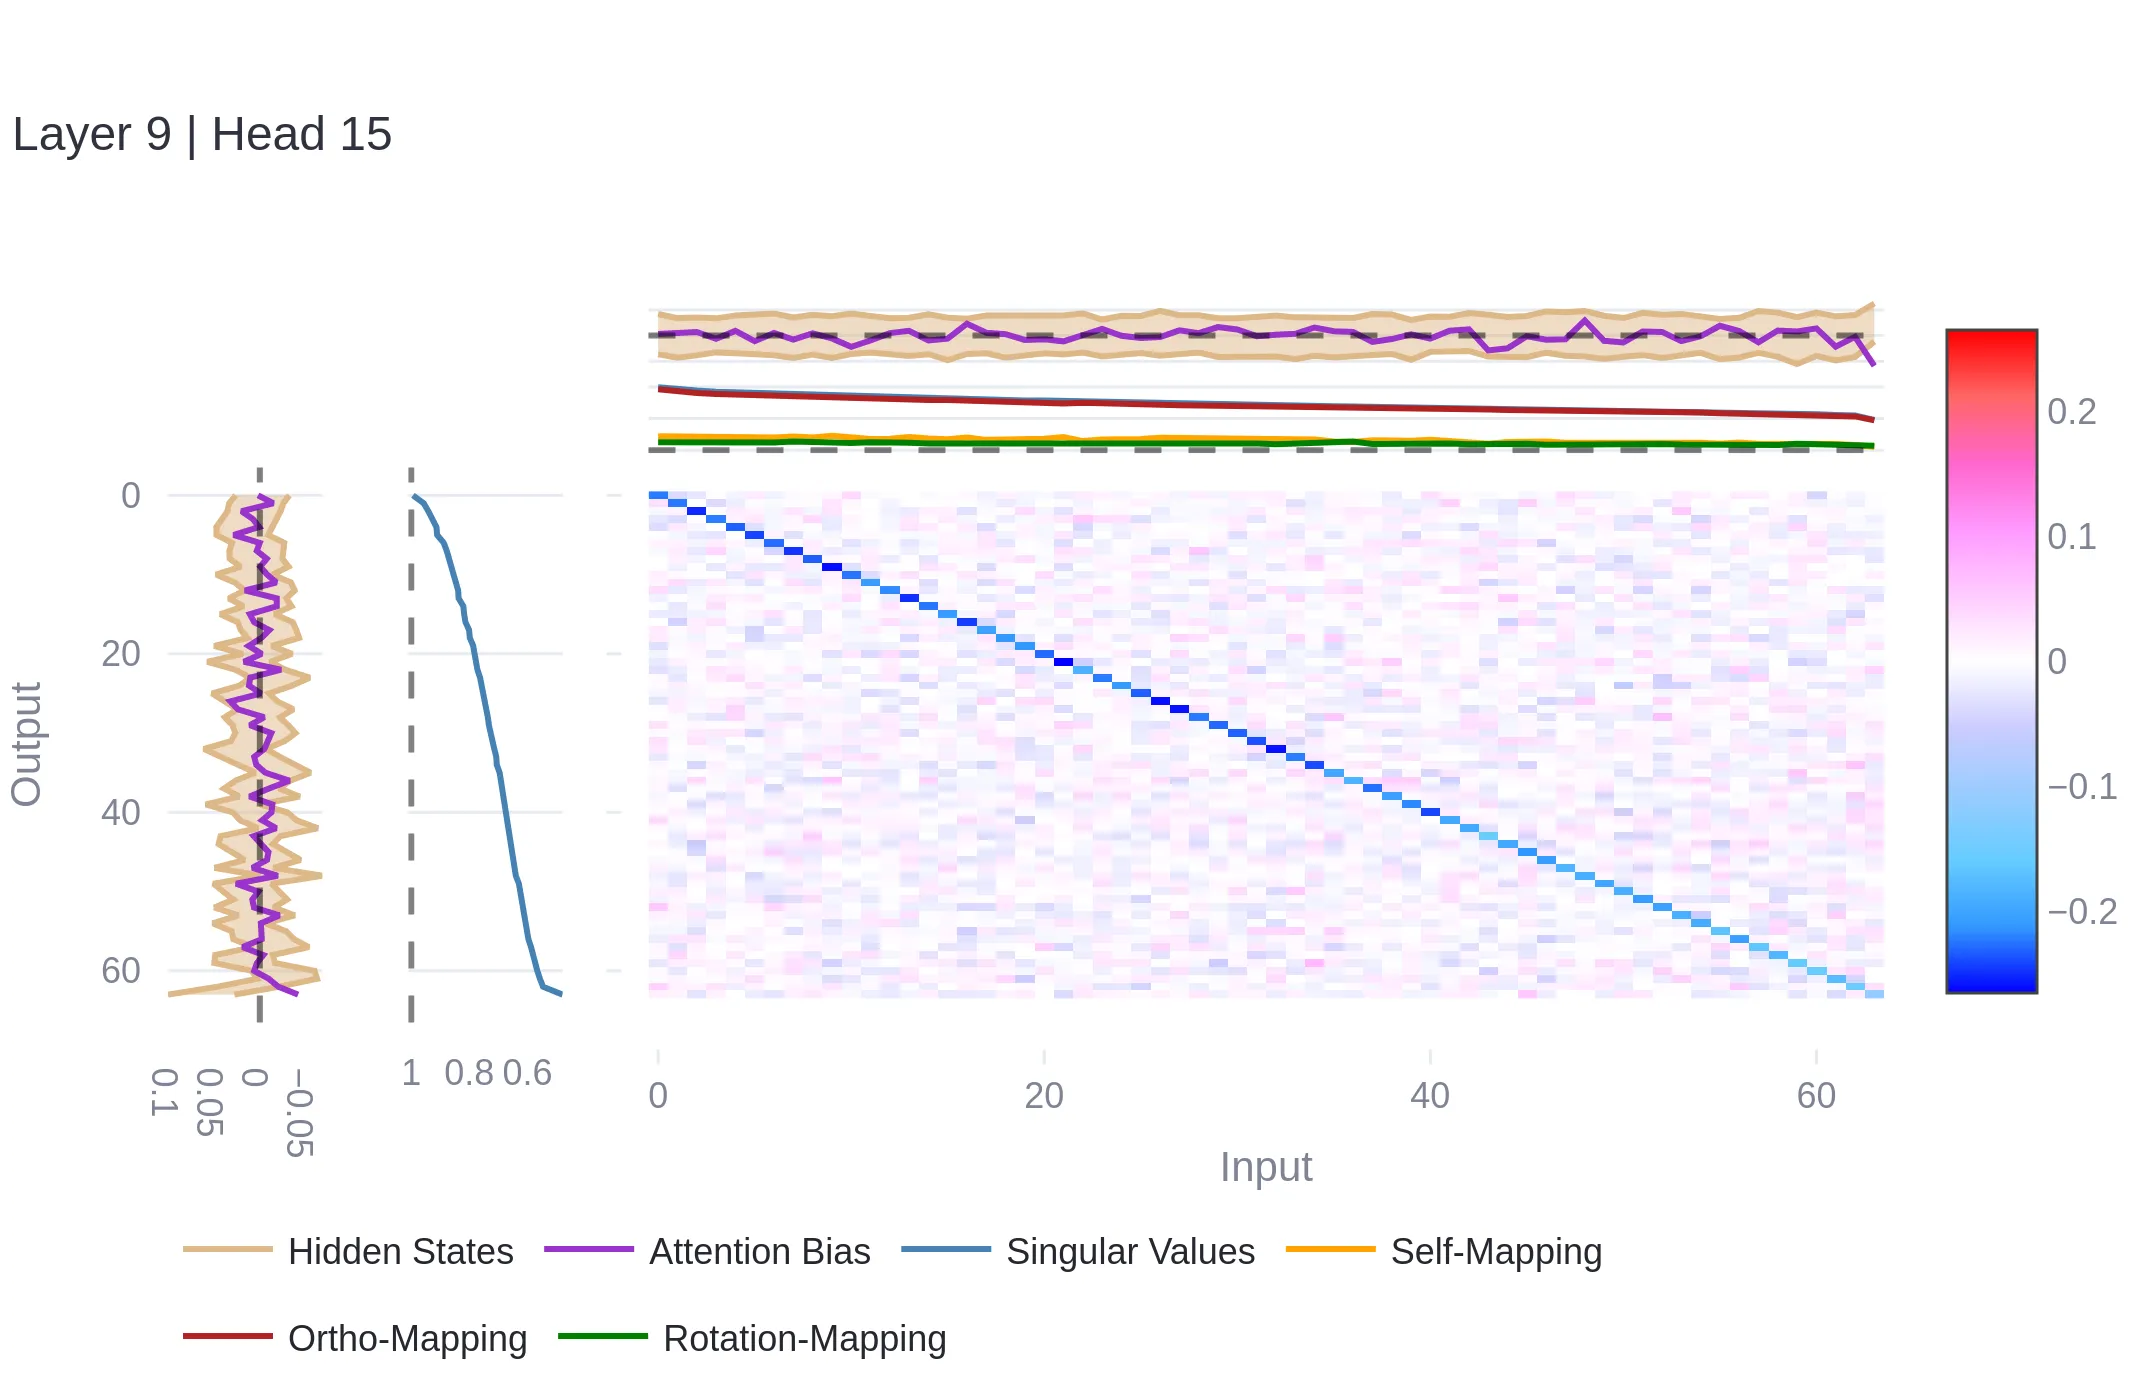 Layer 9 | Head 15
0
20
40
60
Output
0.1
0.05
0
−0.05
1
0.8
0.6
0
20
40
60
Input
0.2
0.1
0
−0.1
−0.2
Hidden States
Attention Bias
Singular Values
Self-Mapping
Ortho-Mapping
Rotation-Mapping